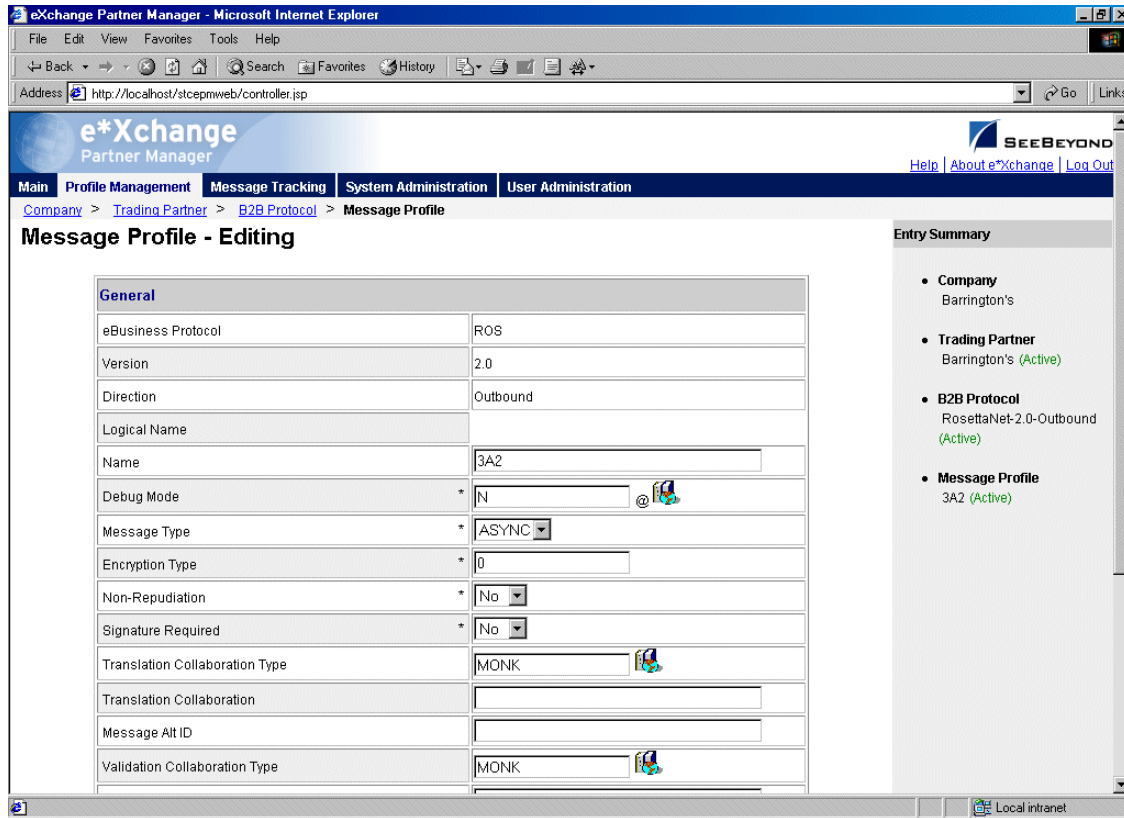 eXchange Partner Manager - Microsoft Internet Explorer
File Edit View Favorites Tools Help
Back Search Favorites History
Address http://localhost/stcepmweb/controller.jsp Go Links
e*Xchange
Partner Manager
SEEBEYOND
Help | About e*Xchange | Log Out
Main Profile Management Message Tracking System Administration User Administration
Company > Trading Partner > B2B Protocol > Message Profile
Message Profile - Editing
General
eBusiness Protocol ROS
Version 2.0
Direction Outbound
Logical Name
Name 3A2
Debug Mode * N @
Message Type * ASYNC
Encryption Type * 0
Non-Repudiation * No
Signature Required * No
Translation Collaboration Type MONK
Translation Collaboration
Message Alt ID
Validation Collaboration Type MONK
Entry Summary
• Company
Barrington's
• Trading Partner
Barrington's (Active)
• B2B Protocol
RosettaNet-2.0-Outbound
(Active)
• Message Profile
3A2 (Active)
Local intranet